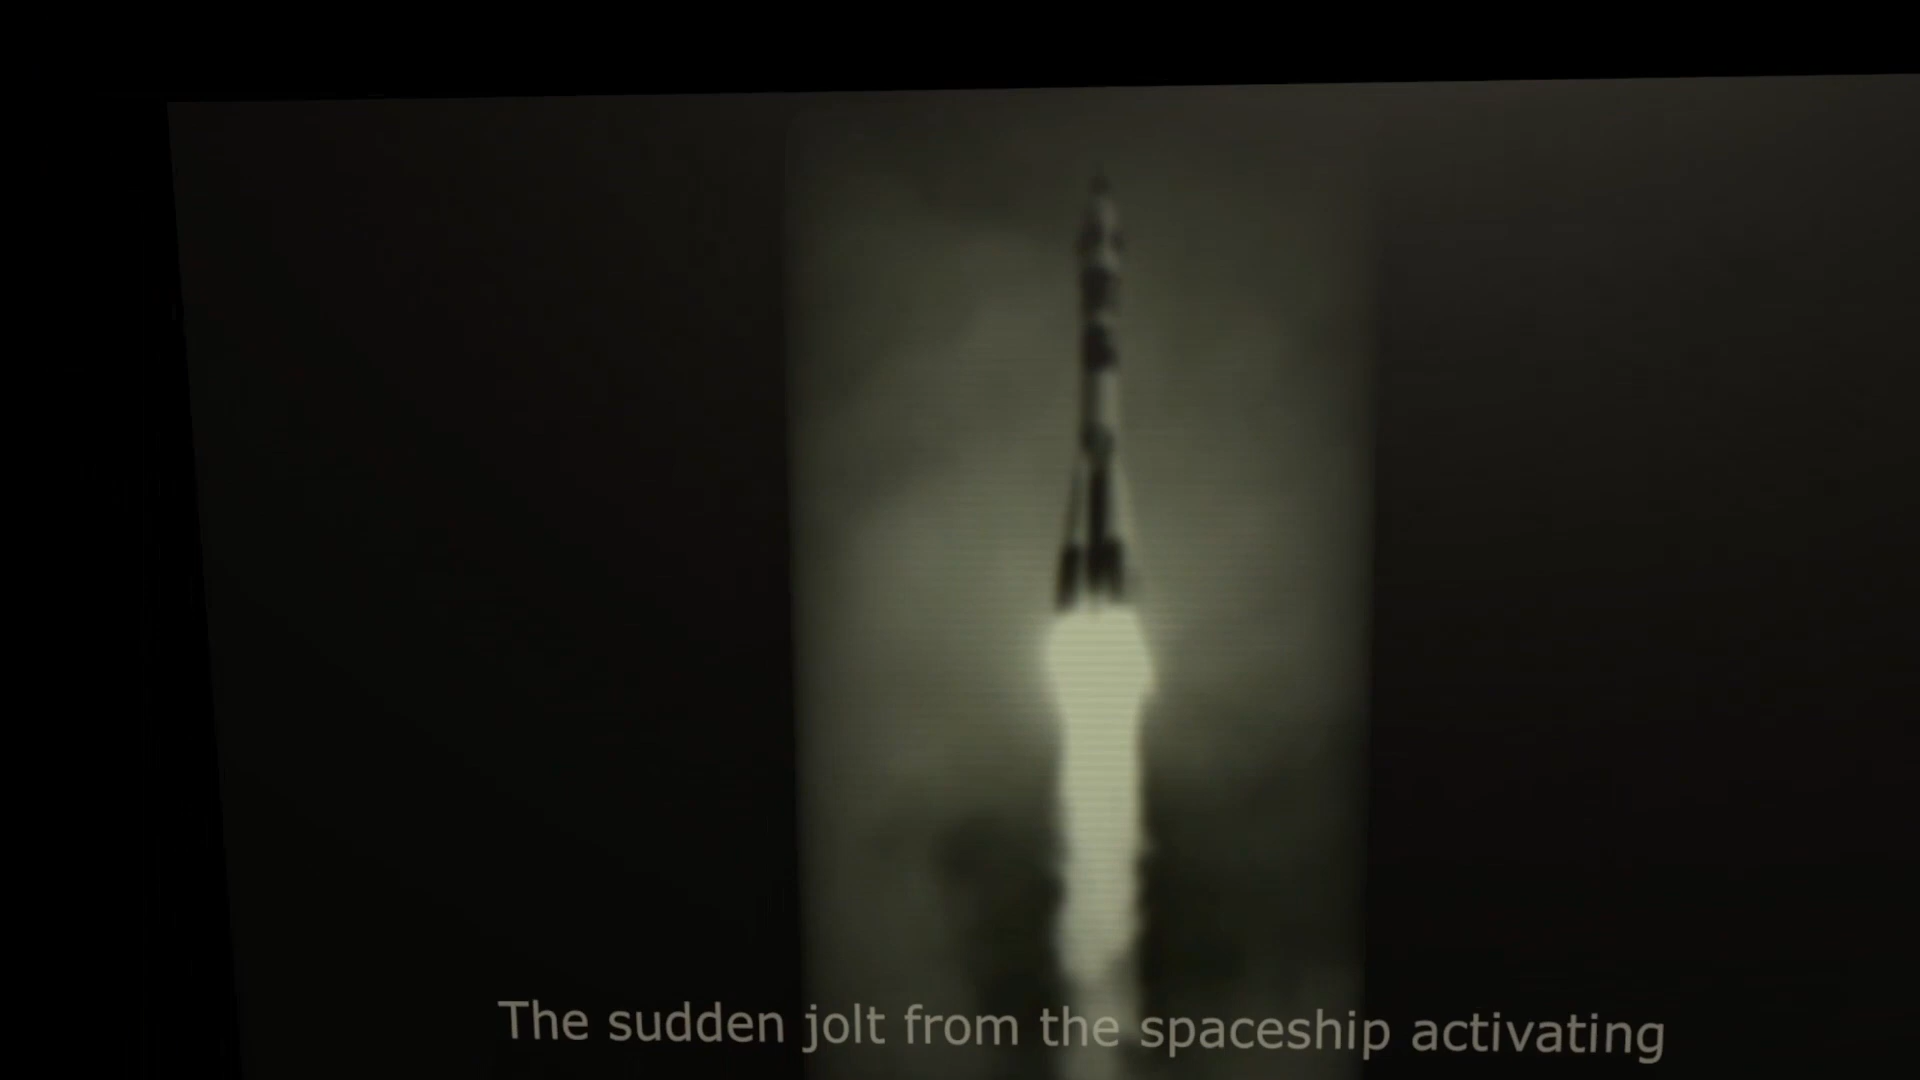 The sudden jolt from the spaceship activating